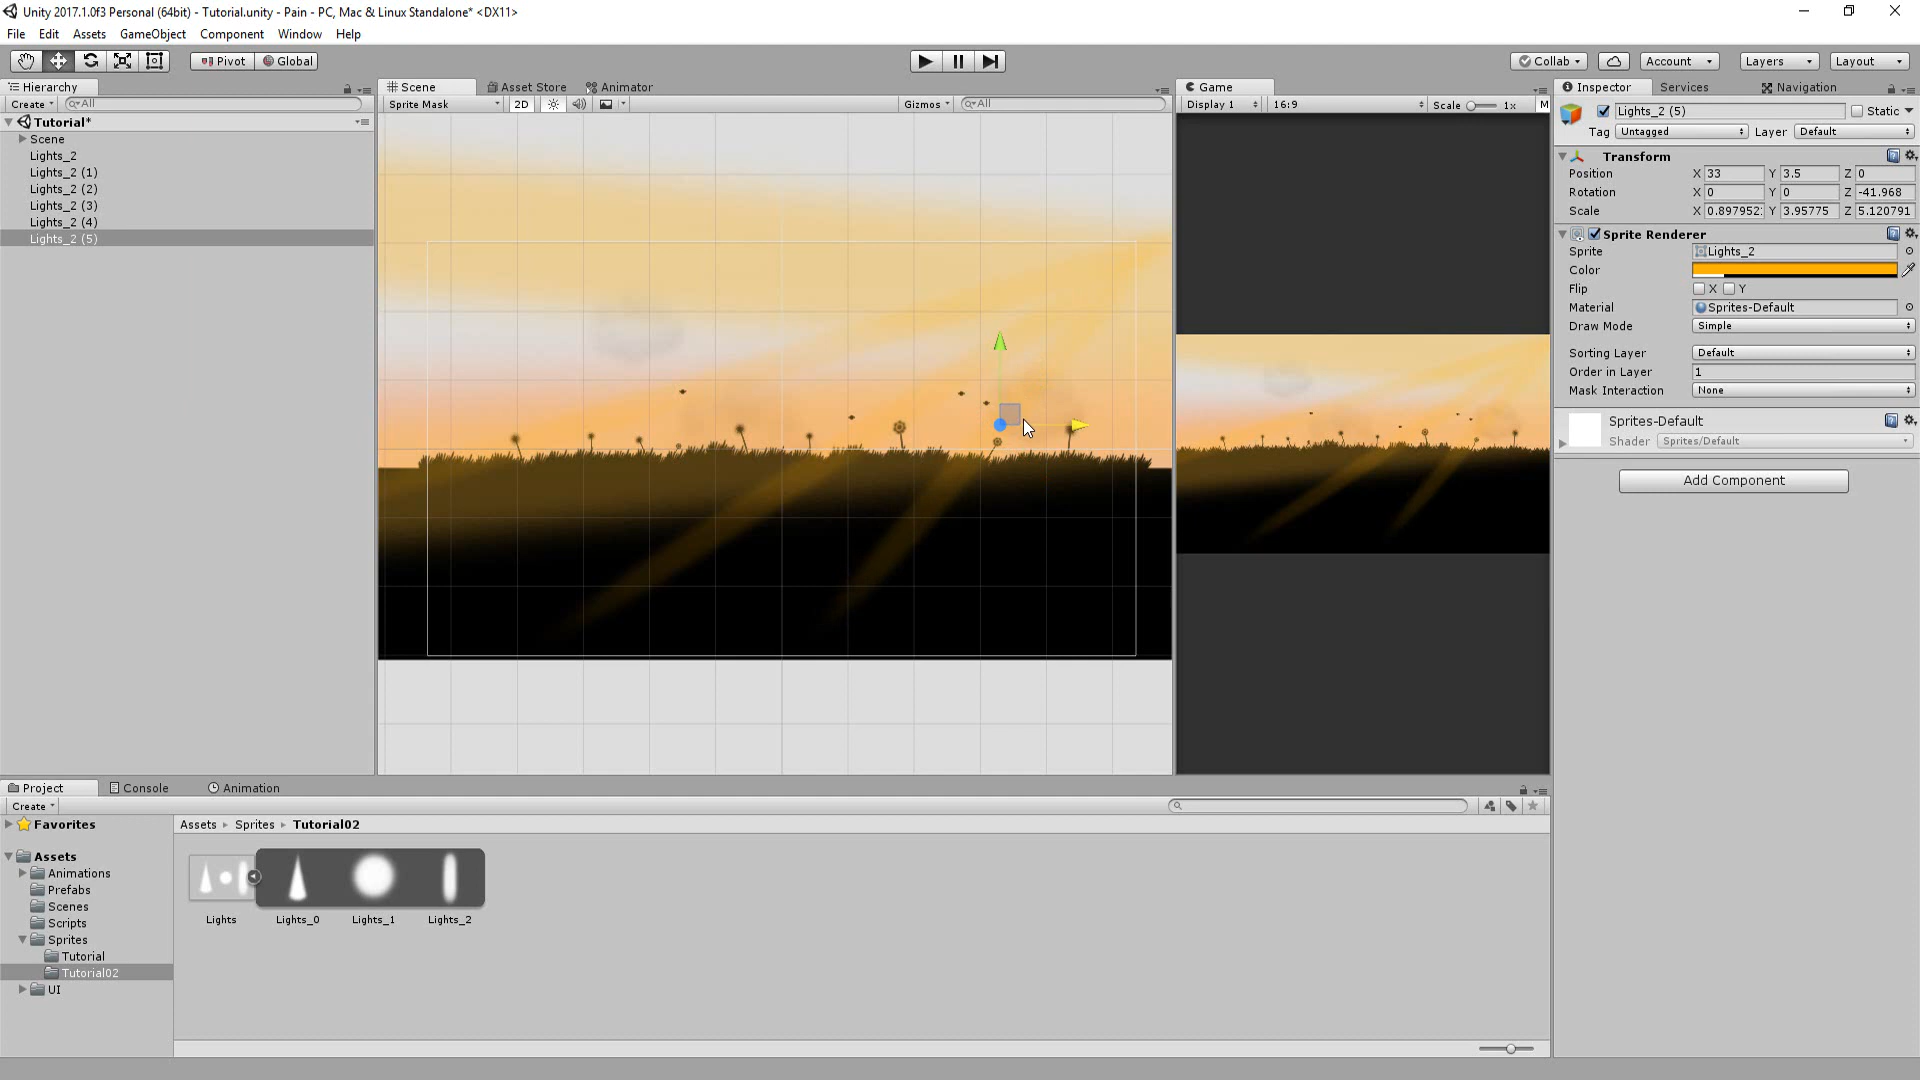 Unity 2017.1.0f3 Personal (64bit) - Tutorial.unity - Pain - PC, Mac & Linux Standalone* <DX11>
File Edit Assets GameObject Component Window Help
Pivot Global Collab Account Layers Layout
Hierarchy
Create All
Tutorial*
Scene
Lights_2
Lights_2 (1)
Lights_2 (2)
Lights_2 (3)
Lights_2 (4)
Lights_2 (5)
Scene Asset Store Animator
Sprite Mask 2D Gizmos All
Game
Display 1 16:9 Scale 1x M
Inspector Services Navigation
Lights_2 (5) Static
Tag Untagged Layer Default
Transform
Position X 33 Y 3.5 Z 0
Rotation X 0 Y 0 Z -41.968
Scale X 0.897952: Y 3.95775 Z 5.120791
Sprite Renderer
Sprite Lights_2
Color
Flip X Y
Material Sprites-Default
Draw Mode Simple
Sorting Layer Default
Order in Layer 1
Mask Interaction None
Sprites-Default
Shader Sprites/Default
Add Component
Project Console Animation
Create
Favorites
Assets
Animations
Prefabs
Scenes
Scripts
Sprites
Tutorial
Tutorial02
UI
Assets Sprites Tutorial02
Lights Lights_0 Lights_1 Lights_2